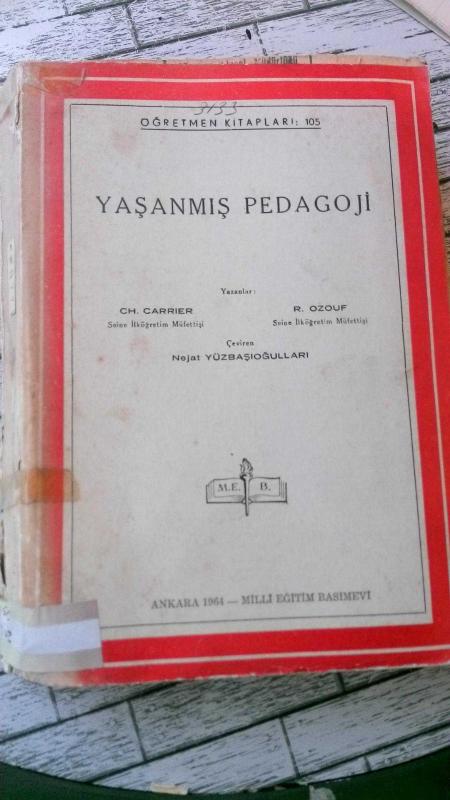 3133
ÖĞRETMEN KİTAPLARI: 105
YAŞANMIŞ PEDAGOJİ
Yazanlar:
CH. CARRIER R. OZOUF
Seine İlköğretim Müfettişi Seine İlköğretim Müfettişi
Çeviren
Nejat YÜZBAŞIOĞULLARI
M.E. B.
ANKARA 1964 — MİLLÎ EĞİTİM BASIMEVİ